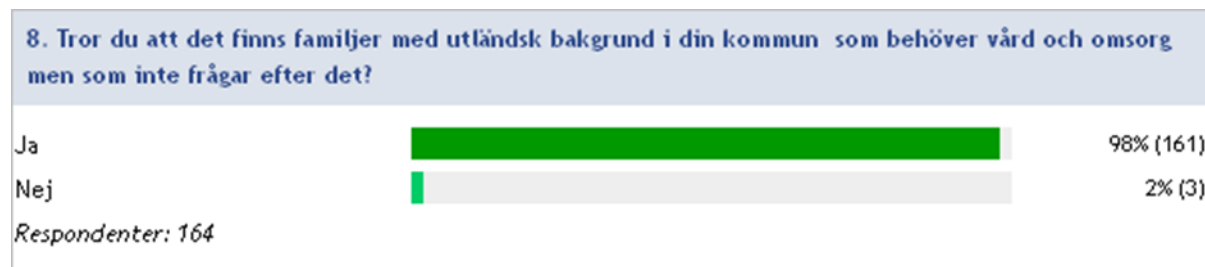 8. Tror du att det finns familjer med utländsk bakgrund i din kommun som behöver vård och omsorg
men som inte frågar efter det?
Ja 98% (161)
Nej 2% (3)
Respondenter: 164